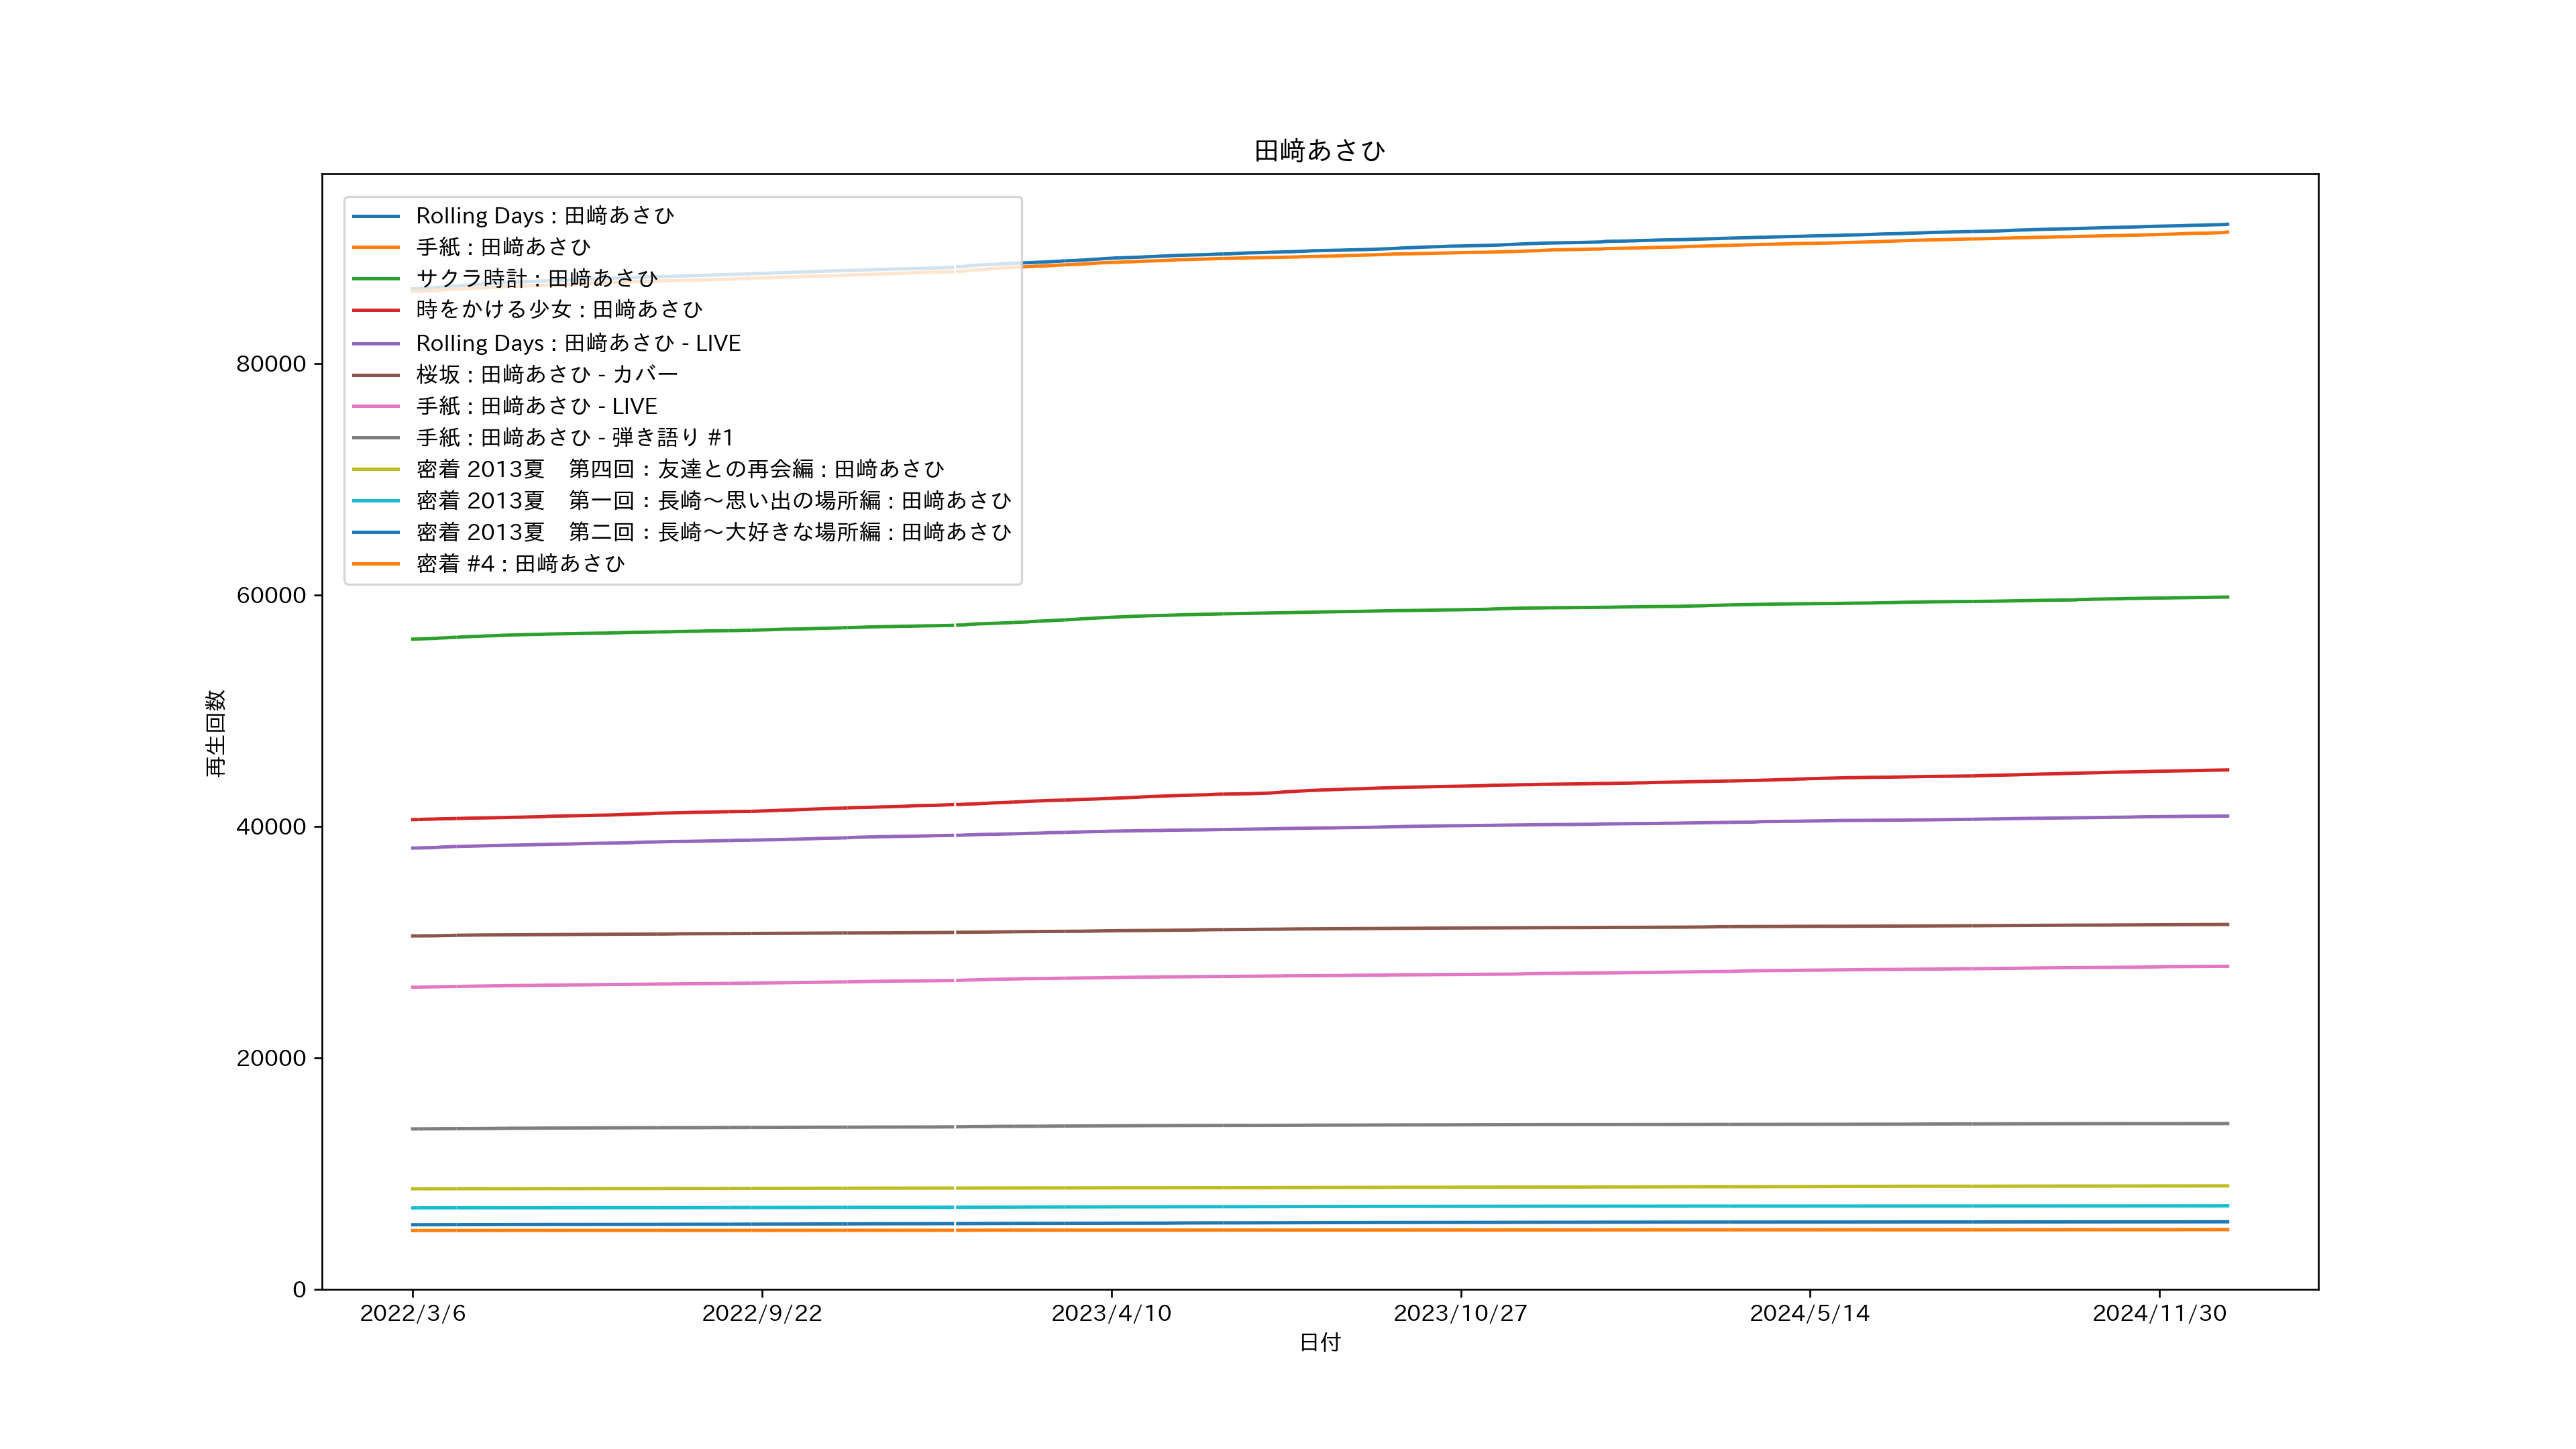 田﨑あさひ
Rolling Days : 田﨑あさひ
手紙 : 田﨑あさひ
サクラ時計 : 田﨑あさひ
時をかける少女 : 田﨑あさひ
Rolling Days : 田﨑あさひ - LIVE
桜坂 : 田﨑あさひ - カバー
手紙 : 田﨑あさひ - LIVE
手紙 : 田﨑あさひ - 弾き語り #1
密着 2013夏　第四回：友達との再会編 : 田﨑あさひ
密着 2013夏　第一回：長崎～思い出の場所編 : 田﨑あさひ
密着 2013夏　第二回：長崎～大好きな場所編 : 田﨑あさひ
密着 #4 : 田﨑あさひ
80000
60000
40000
20000
0
再生回数
2022/3/6
2022/9/22
2023/4/10
2023/10/27
2024/5/14
2024/11/30
日付